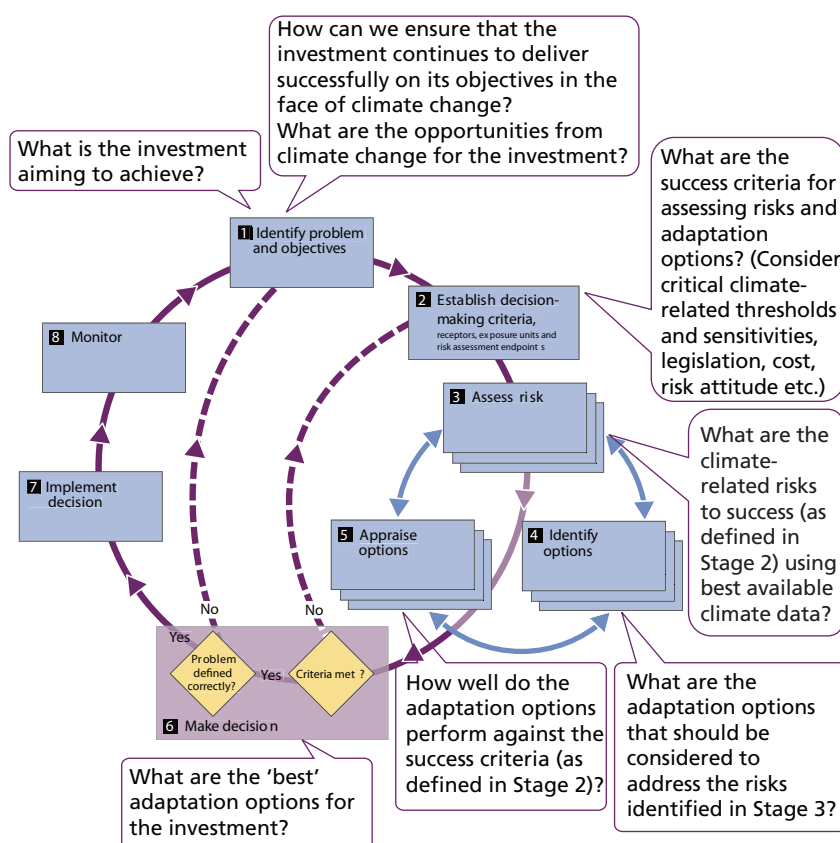 How can we ensure that the
investment continues to deliver
successfully on its objectives in the
face of climate change?
What are the opportunities from
climate change for the investment?
What is the investment
aiming to achieve?
What are the
success criteria for
assessing risks and
adaptation
options? (Consider
critical climate-
related thresholds
and sensitivities,
legislation, cost,
risk attitude etc.)
1 Identify problem
and objectives
2 Establish decision-
making criteria,
receptors, exposure units and
risk assessment endpoint s
8 Monitor
3 Assess risk
What are the
climate-
related risks
to success (as
defined in
Stage 2) using
best available
climate data?
7 Implement
decision
5 Appraise
options
4 Identify
options
No
No
Yes
Problem
defined
correctly?
Yes
Criteria met ?
6 Make decision
How well do the
adaptation options
perform against the
success criteria (as
defined in Stage 2)?
What are the
adaptation options
that should be
considered to
address the risks
identified in Stage 3?
What are the ‘best’
adaptation options for
the investment?